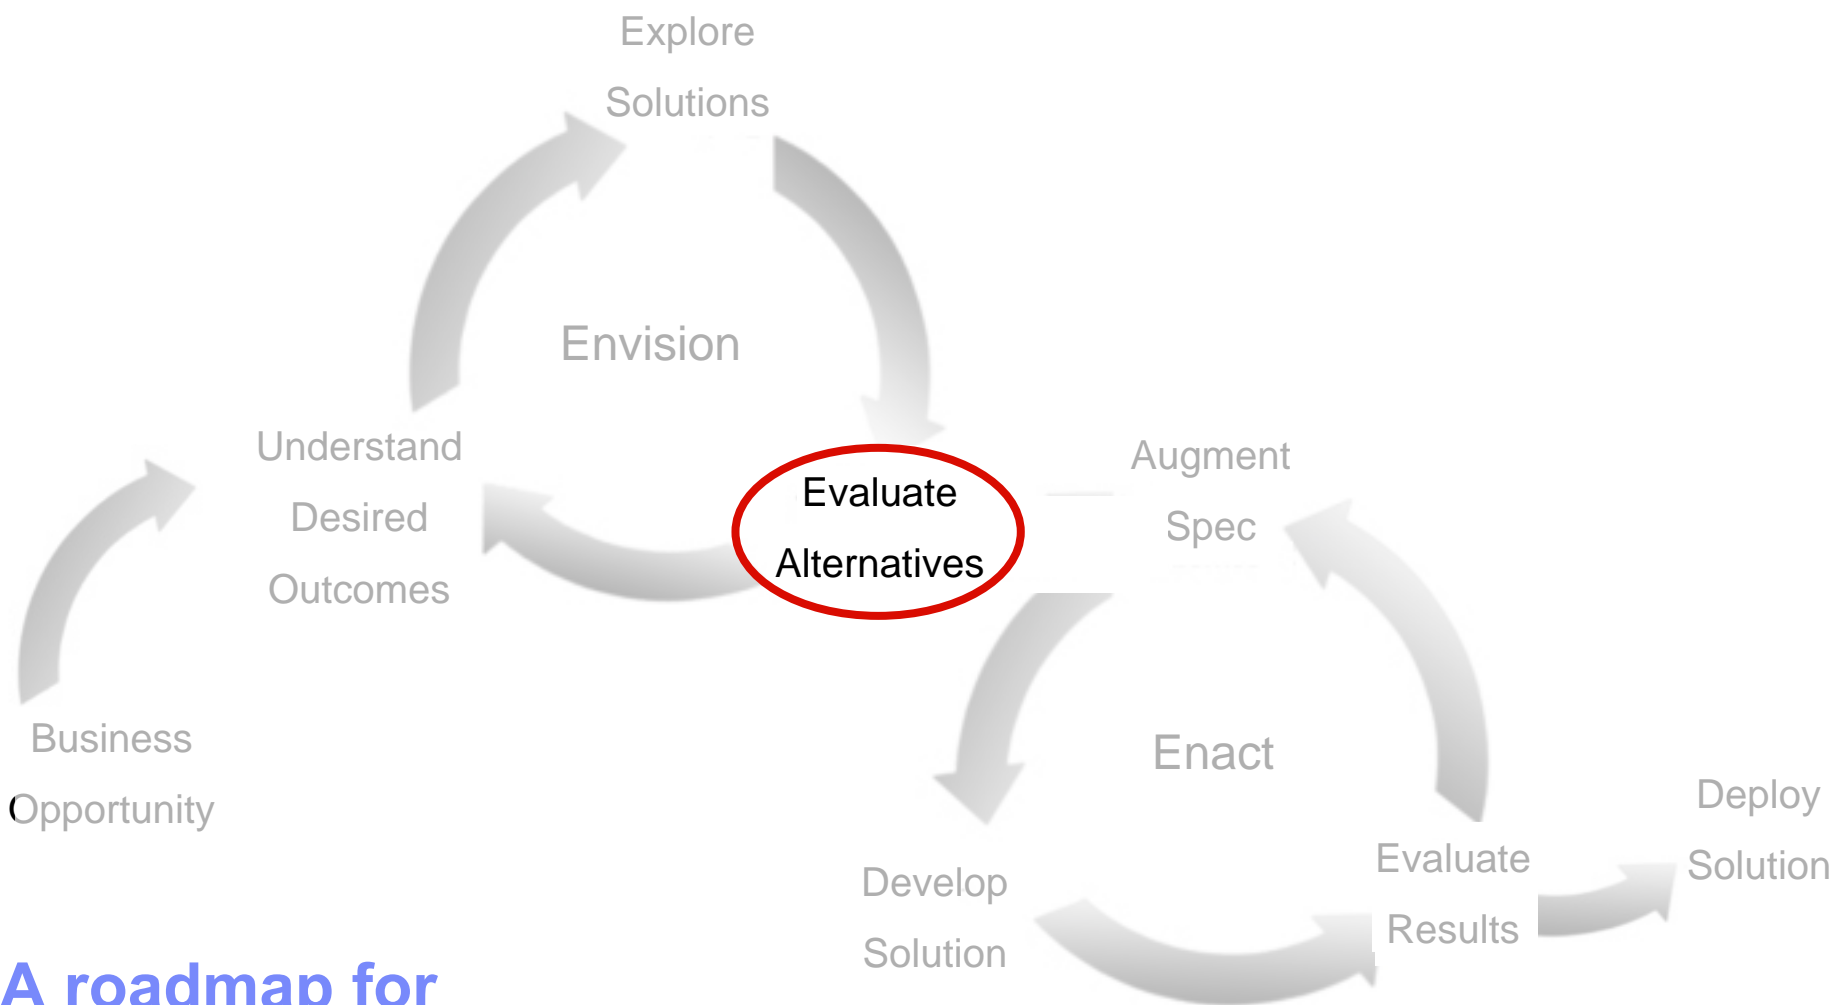 Explore
Solutions
Envision
Understand
Desired
Outcomes
Evaluate
Alternatives
Augment
Spec
Business
Opportunity
Enact
Develop
Solution
Evaluate
Results
Deploy
Solution
A roadmap for